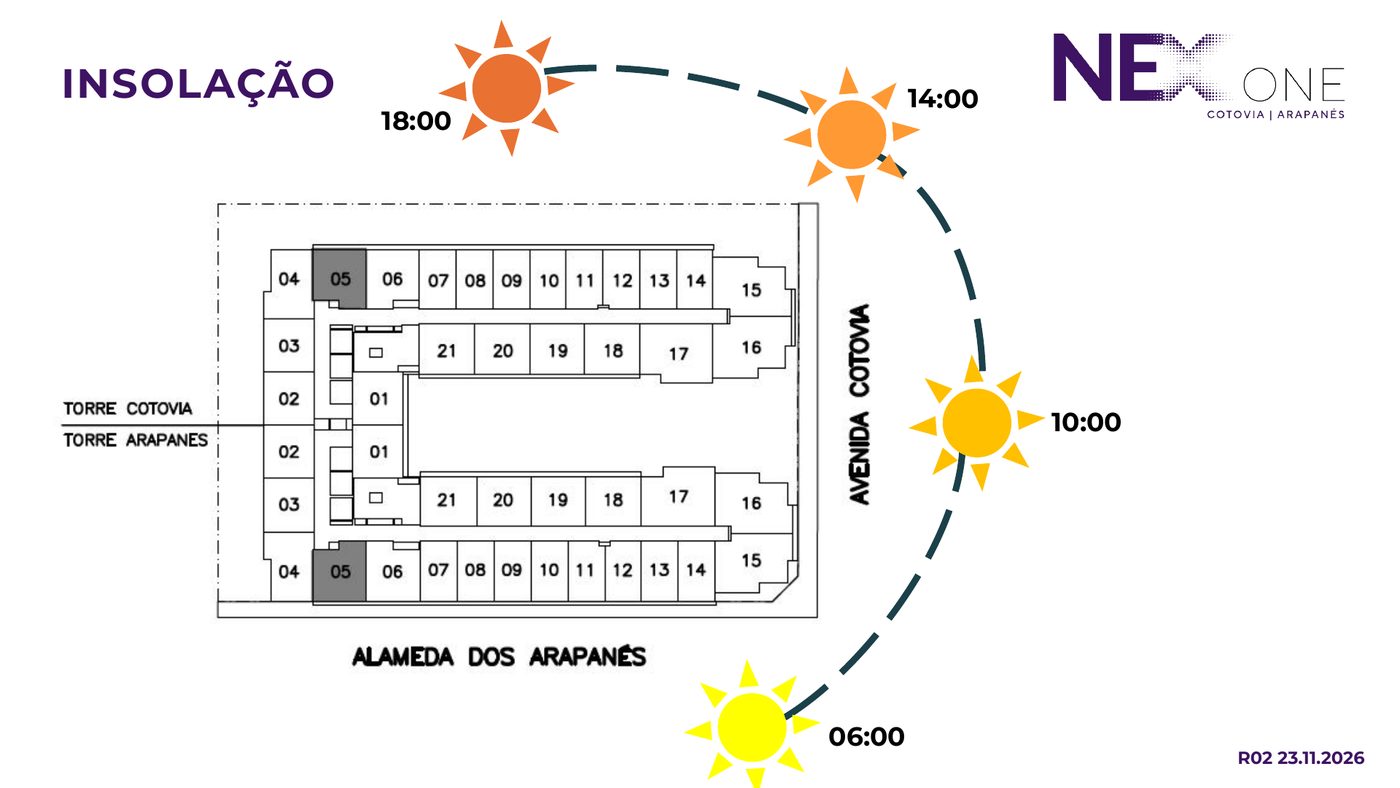 INSOLAÇÃO
NEX ONE
COTOVIA | ARAPANÉS
18:00
14:00
04 05 06 07 08 09 10 11 12 13 14 15
03 21 20 19 18 17 16
02 01
TORRE COTOVIA
TORRE ARAPANES
02 01
03 21 20 19 18 17 16
04 05 06 07 08 09 10 11 12 13 14 15
AVENIDA COTOVIA
10:00
ALAMEDA DOS ARAPANÉS
06:00
R02 23.11.2026